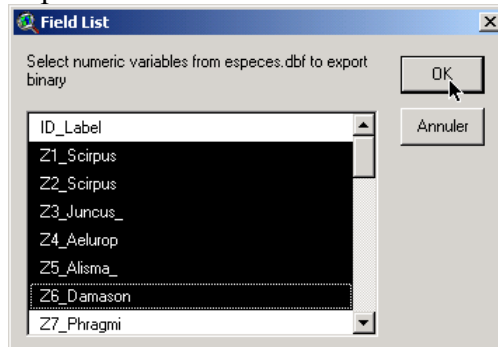 Field List
Select numeric variables from especes.dbf to export
binary
OK
Annuler
ID_Label
Z1_Scirpus
Z2_Scirpus
Z3_Juncus_
Z4_Aelurop
Z5_Alisma_
Z6_Damason
Z7_Phragmi